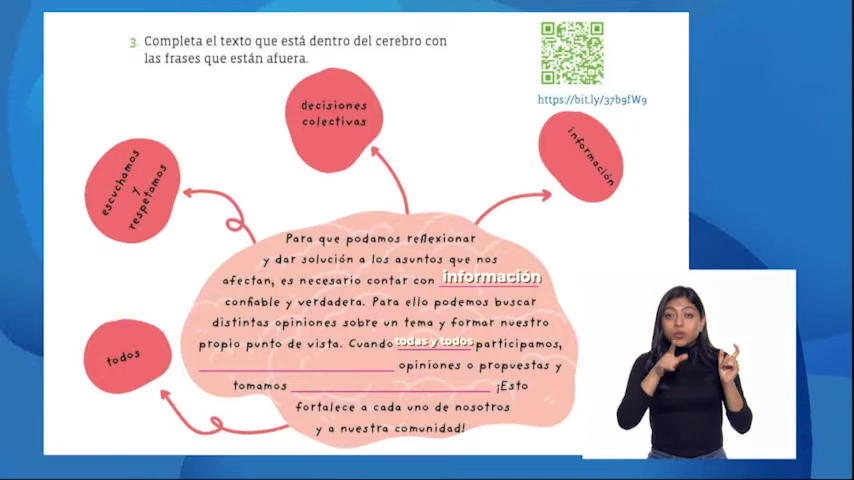 3. Completa el texto que está dentro del cerebro con
las frases que están afuera.
https://bit.ly/37b9fW9
decisiones
colectivas
información
escuchamos
y
respetamos
todos
Para que podamos reflexionar
y dar solución a los asuntos que nos
afectan, es necesario contar con información
confiable y verdadera. Para ello podemos buscar
distintas opiniones sobre un tema y formar nuestro
propio punto de vista. Cuando todas y todos participamos,
opiniones o propuestas y
tomamos ¡Esto
fortalece a cada uno de nosotros
y a nuestra comunidad!